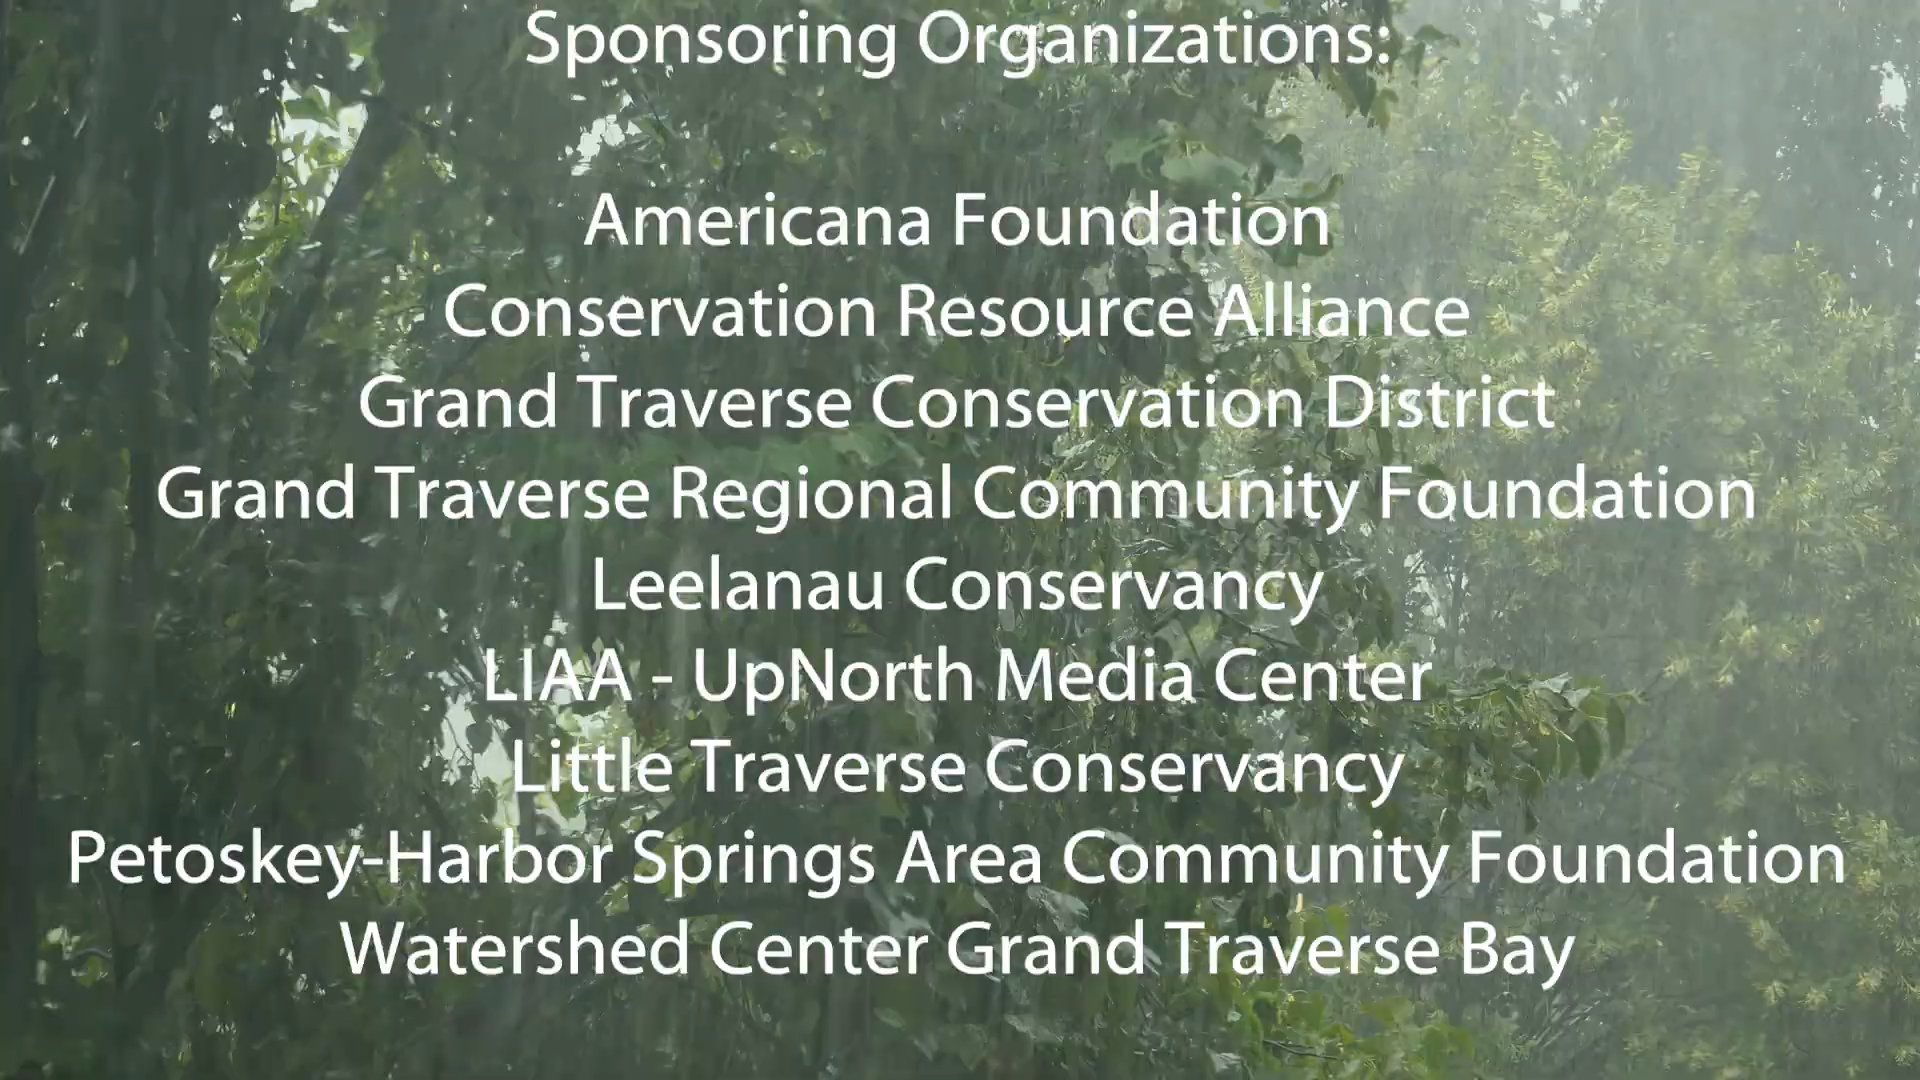 Sponsoring Organizations:
Americana Foundation
Conservation Resource Alliance
Grand Traverse Conservation District
Grand Traverse Regional Community Foundation
Leelanau Conservancy
LIAA - UpNorth Media Center
Little Traverse Conservancy
Petoskey-Harbor Springs Area Community Foundation
Watershed Center Grand Traverse Bay